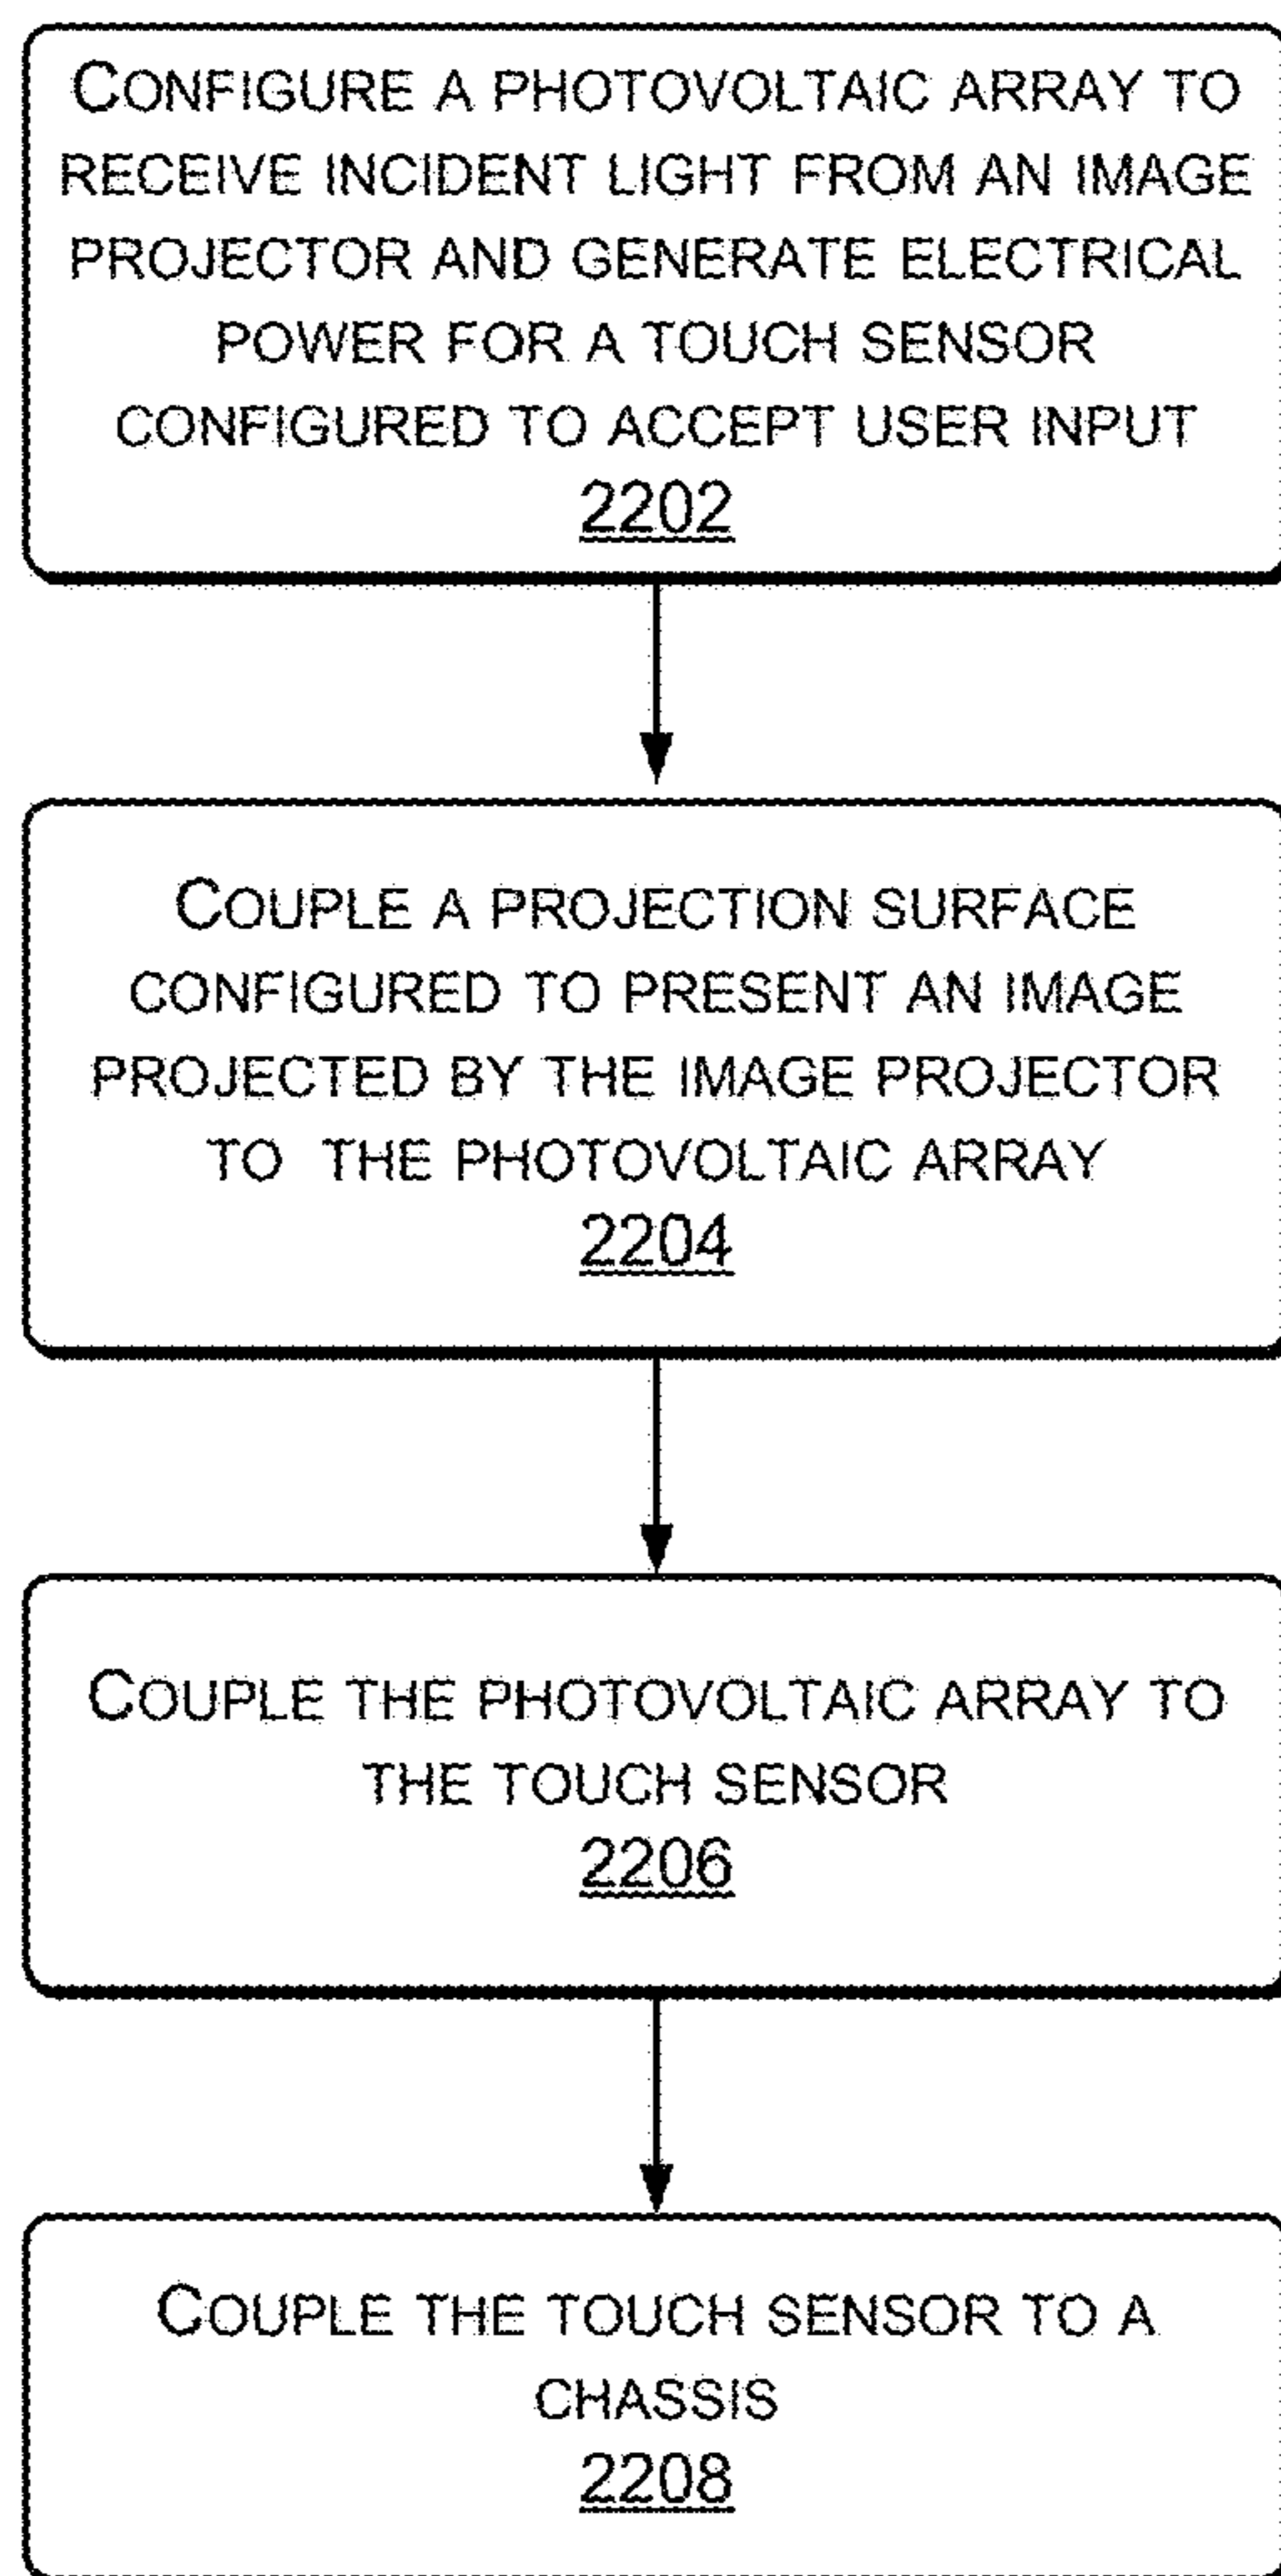 CONFIGURE A PHOTOVOLTAIC ARRAY TO
RECEIVE INCIDENT LIGHT FROM AN IMAGE
PROJECTOR AND GENERATE ELECTRICAL
POWER FOR A TOUCH SENSOR
CONFIGURED TO ACCEPT USER INPUT
2202
COUPLE A PROJECTION SURFACE
CONFIGURED TO PRESENT AN IMAGE
PROJECTED BY THE IMAGE PROJECTOR
TO THE PHOTOVOLTAIC ARRAY
2204
COUPLE THE PHOTOVOLTAIC ARRAY TO
THE TOUCH SENSOR
2206
COUPLE THE TOUCH SENSOR TO A
CHASSIS
2208